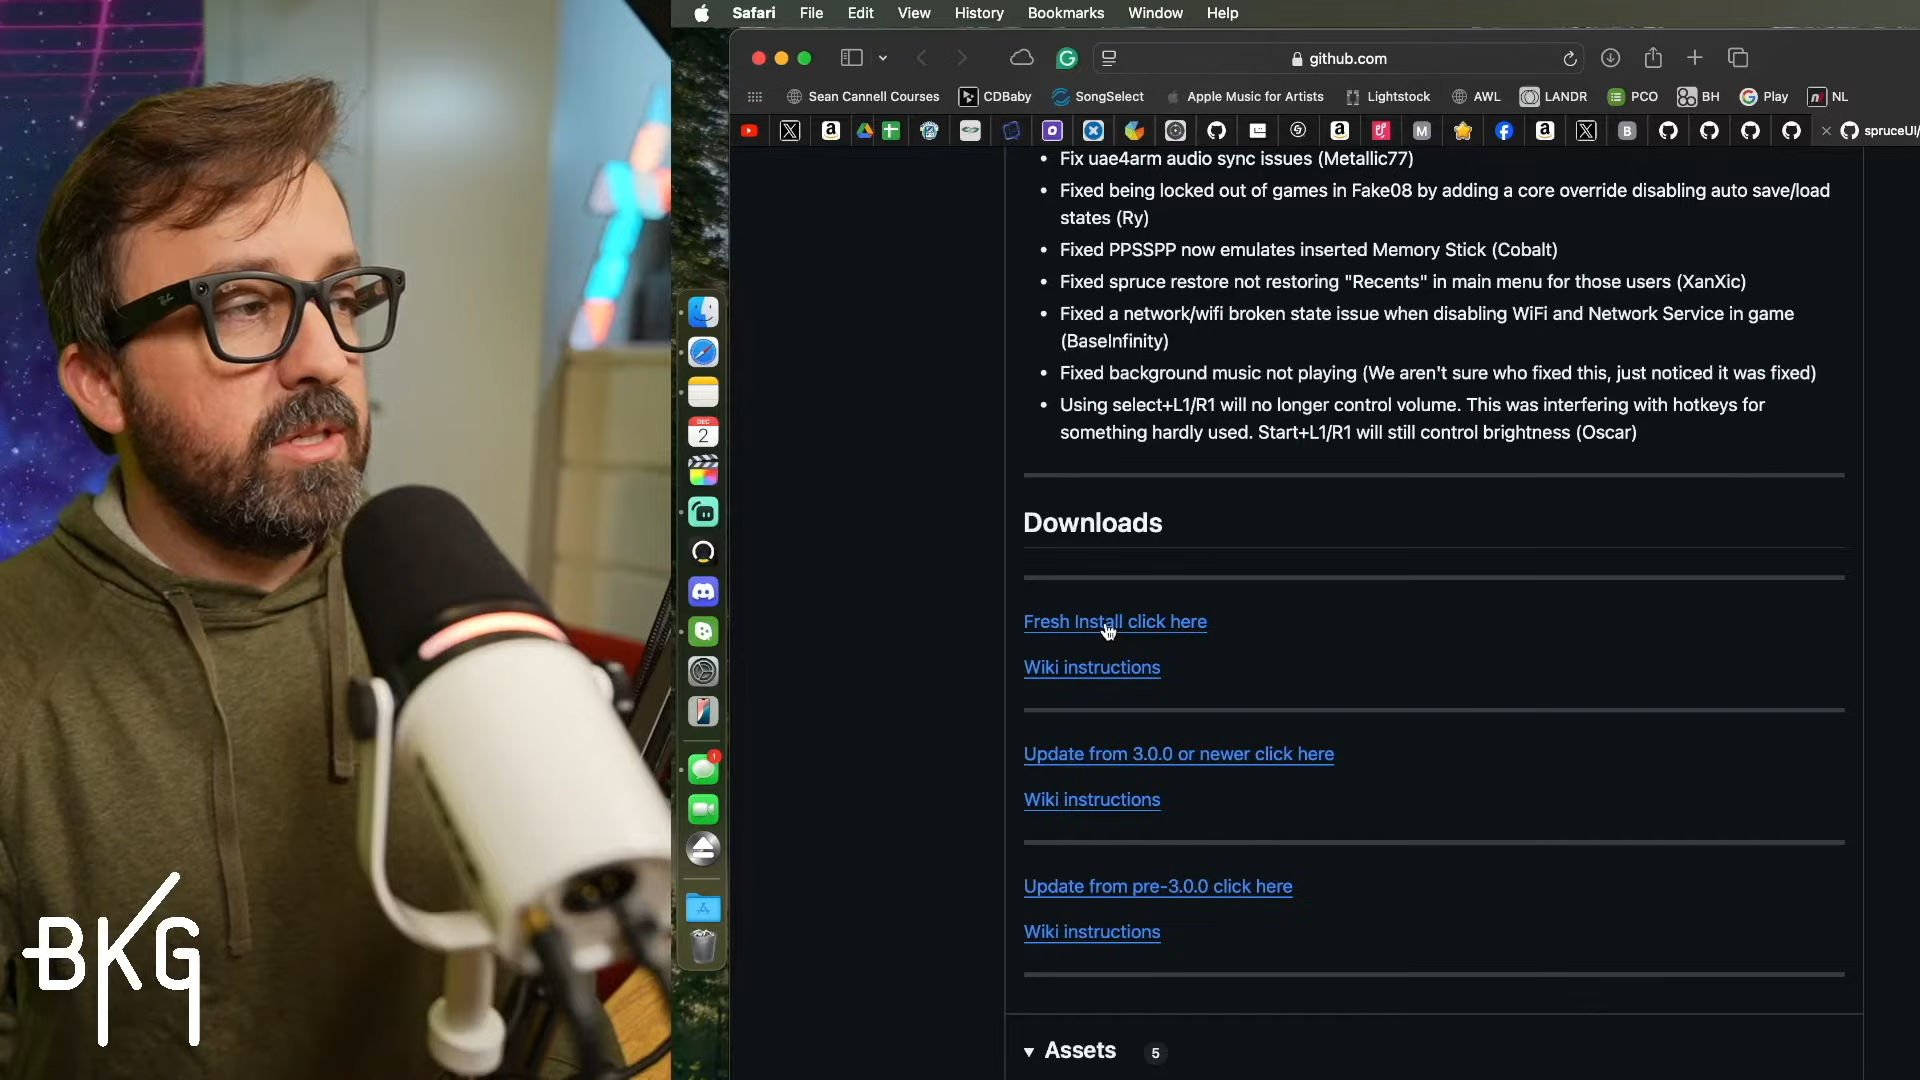 Safari File Edit View History Bookmarks Window Help
github.com
Sean Cannell Courses CDBaby SongSelect Apple Music for Artists Lightstock AWL LANDR PCO BH Play NL
spruceUI/
Fix uae4arm audio sync issues (Metallic77)
Fixed being locked out of games in Fake08 by adding a core override disabling auto save/load
states (Ry)
Fixed PPSSPP now emulates inserted Memory Stick (Cobalt)
Fixed spruce restore not restoring "Recents" in main menu for those users (XanXic)
Fixed a network/wifi broken state issue when disabling WiFi and Network Service in game
(BaseInfinity)
Fixed background music not playing (We aren't sure who fixed this, just noticed it was fixed)
Using select+L1/R1 will no longer control volume. This was interfering with hotkeys for
something hardly used. Start+L1/R1 will still control brightness (Oscar)
DEC
2
Downloads
Fresh Install click here
Wiki instructions
1
Update from 3.0.0 or newer click here
Wiki instructions
Update from pre-3.0.0 click here
Wiki instructions
Assets 5
BKG